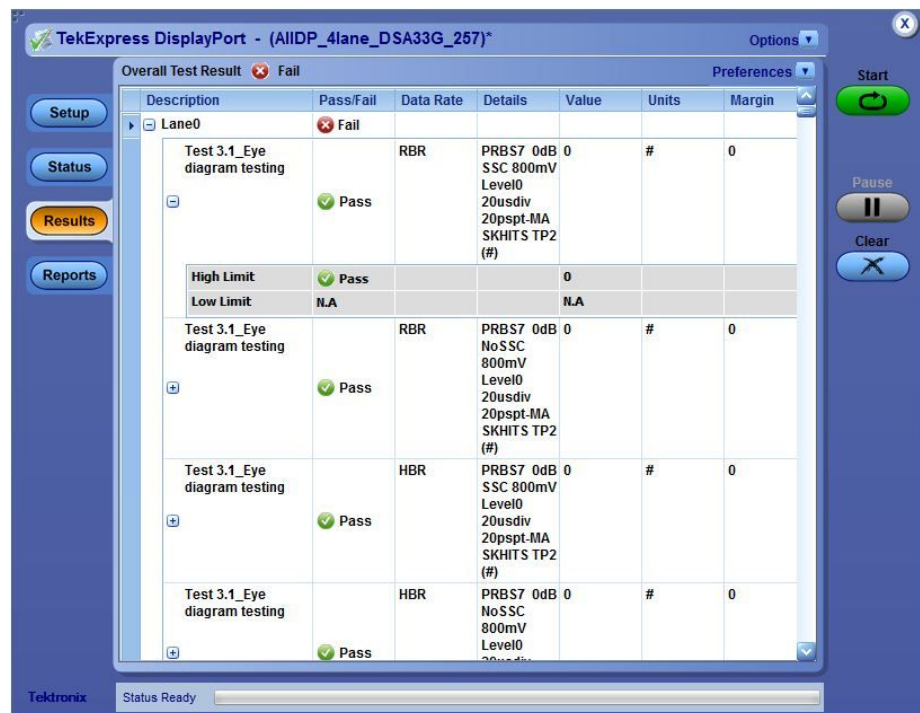 TekExpress DisplayPort - (AllDP_4lane_DSA33G_257)*
Options
X
Overall Test Result Fail
Preferences
Setup
Status
Results
Reports
Start
Pause
Clear
Description Pass/Fail Data Rate Details Value Units Margin
Lane0 Fail
Test 3.1_Eye
diagram testing
Pass
RBR
PRBS7 0dB
SSC 800mV
Level0
20usdiv
20pspt-MA
SKHITS TP2
(#)
0 # 0
High Limit Pass 0
Low Limit N.A N.A
Test 3.1_Eye
diagram testing
Pass
RBR
PRBS7 0dB
NoSSC
800mV
Level0
20usdiv
20pspt-MA
SKHITS TP2
(#)
0 # 0
Test 3.1_Eye
diagram testing
Pass
HBR
PRBS7 0dB
SSC 800mV
Level0
20usdiv
20pspt-MA
SKHITS TP2
(#)
0 # 0
Test 3.1_Eye
diagram testing
Pass
HBR
PRBS7 0dB
NoSSC
800mV
Level0
0 # 0
Tektronix
Status Ready